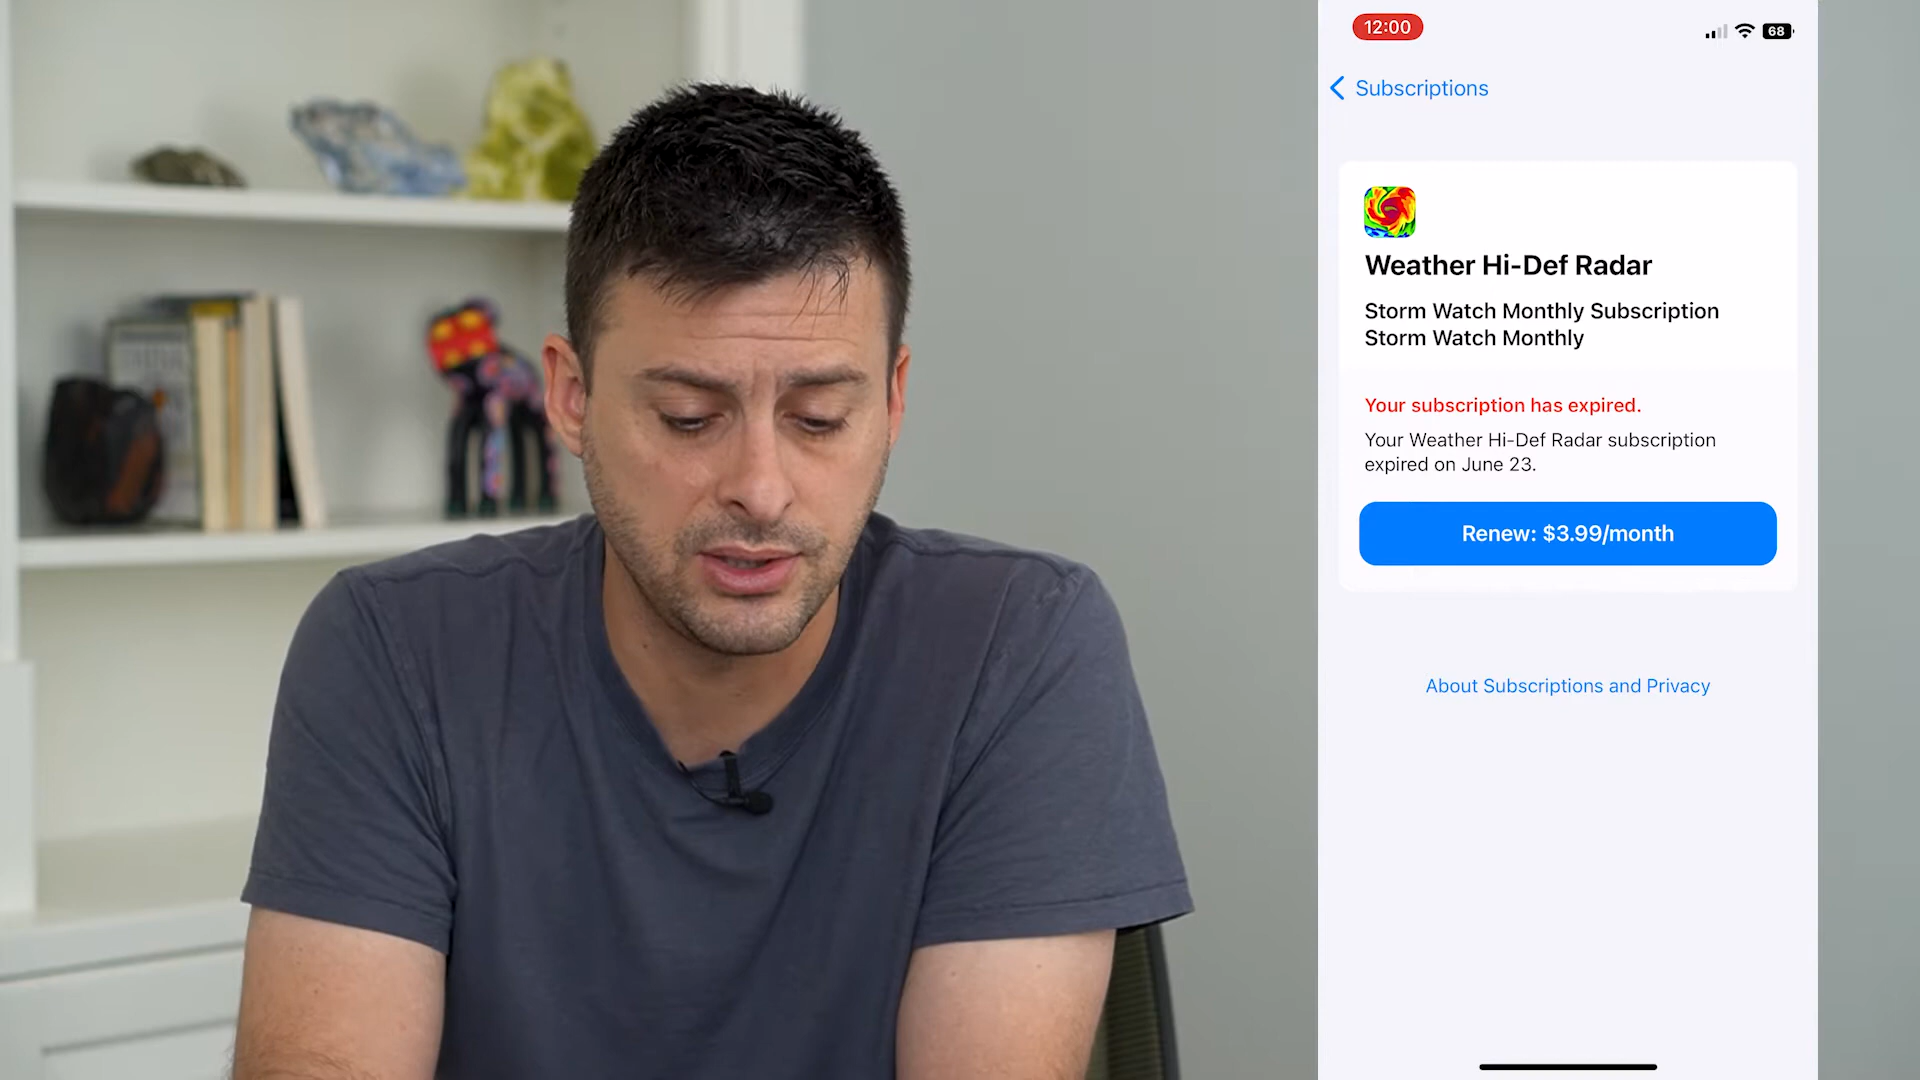 12:00
68
Subscriptions
Weather Hi-Def Radar
Storm Watch Monthly Subscription
Storm Watch Monthly
Your subscription has expired.
Your Weather Hi-Def Radar subscription
expired on June 23.
Renew: $3.99/month
About Subscriptions and Privacy